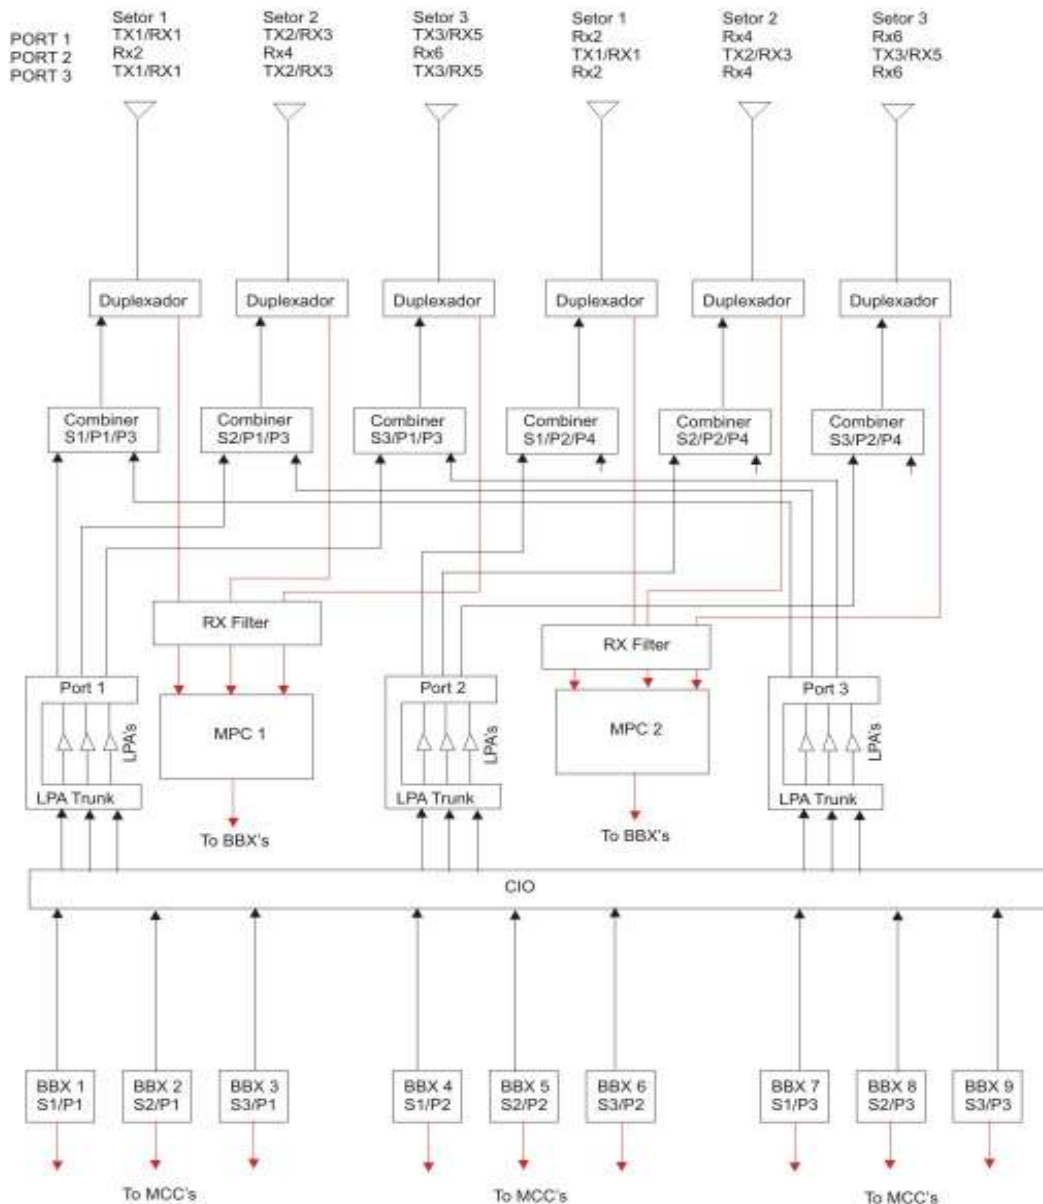 Setor 1 Setor 2 Setor 3 Setor 1 Setor 2 Setor 3
PORT 1 TX1/RX1 TX2/RX3 TX3/RX5 Rx2 Rx4 Rx6
PORT 2 Rx2 Rx4 Rx6 TX1/RX1 TX2/RX3 TX3/RX5
PORT 3 TX1/RX1 TX2/RX3 TX3/RX5 Rx2 Rx4 Rx6
Duplexador Duplexador Duplexador Duplexador Duplexador Duplexador
Combiner Combiner Combiner Combiner Combiner Combiner
S1/P1/P3 S2/P1/P3 S3/P1/P3 S1/P2/P4 S2/P2/P4 S3/P2/P4
RX Filter RX Filter
Port 1 Port 2 Port 3
MPC 1 MPC 2
LPA's LPA's LPA's
LPA Trunk LPA Trunk LPA Trunk
To BBX's To BBX's
CIO
BBX 1 BBX 2 BBX 3 BBX 4 BBX 5 BBX 6 BBX 7 BBX 8 BBX 9
S1/P1 S2/P1 S3/P1 S1/P2 S2/P2 S3/P2 S1/P3 S2/P3 S3/P3
To MCC's To MCC's To MCC's